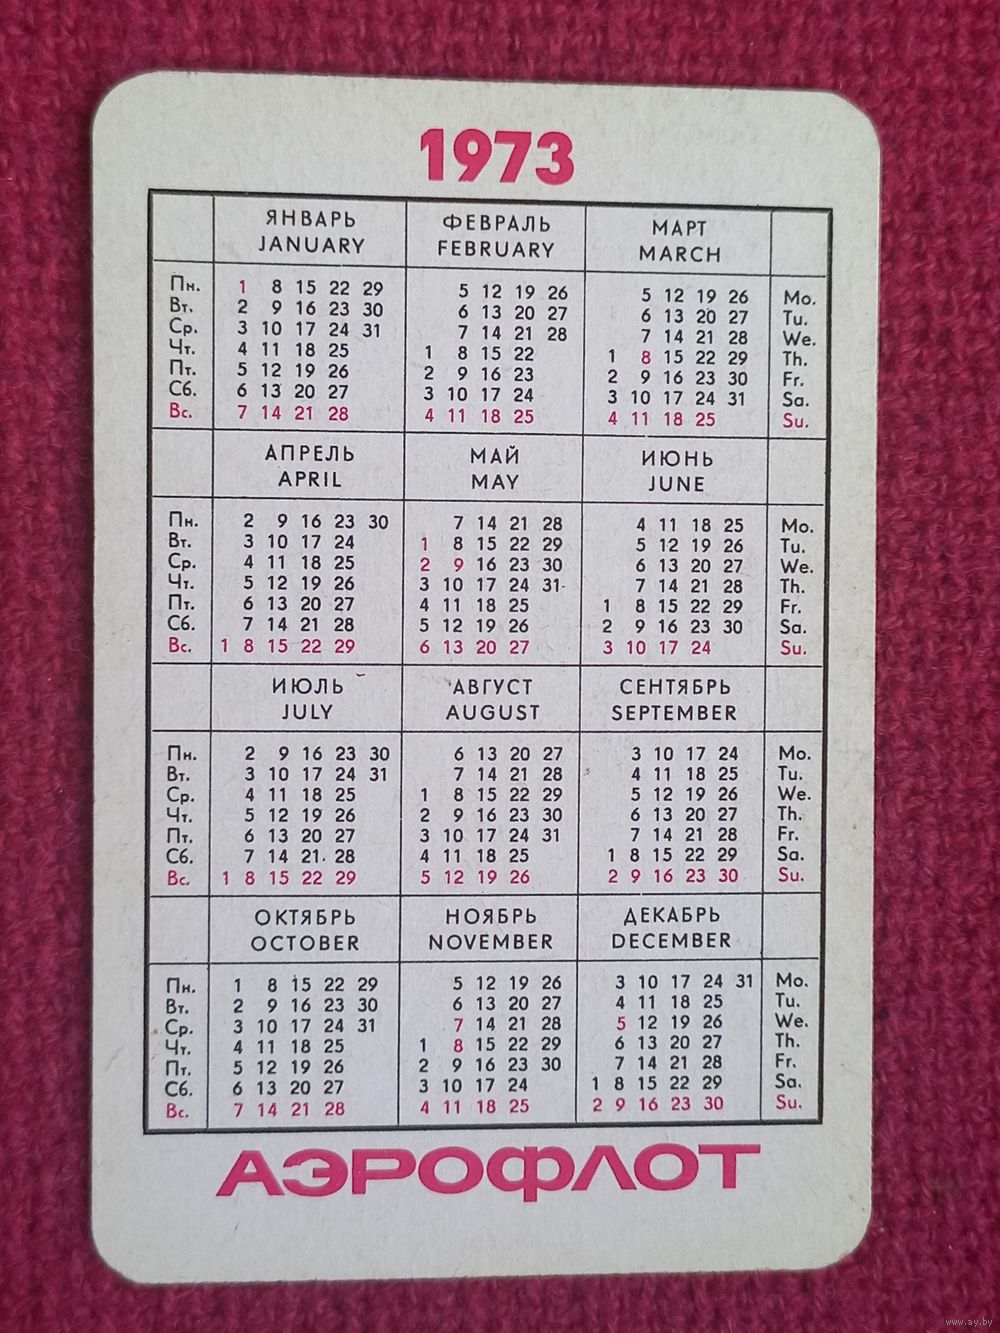 1973
ЯНВАРЬ ФЕВРАЛЬ МАРТ
JANUARY FEBRUARY MARCH
Пн. 1 8 15 22 29 5 12 19 26 5 12 19 26 Mo.
Вт. 2 9 16 23 30 6 13 20 27 6 13 20 27 Tu.
Ср. 3 10 17 24 31 7 14 21 28 7 14 21 28 We.
Чт. 4 11 18 25 1 8 15 22 1 8 15 22 29 Th.
Пт. 5 12 19 26 2 9 16 23 2 9 16 23 30 Fr.
Сб. 6 13 20 27 3 10 17 24 3 10 17 24 31 Sa.
Вс. 7 14 21 28 4 11 18 25 4 11 18 25 Su.
АПРЕЛЬ МАЙ ИЮНЬ
APRIL MAY JUNE
Пн. 2 9 16 23 30 7 14 21 28 4 11 18 25 Mo.
Вт. 3 10 17 24 1 8 15 22 29 5 12 19 26 Tu.
Ср. 4 11 18 25 2 9 16 23 30 6 13 20 27 We.
Чт. 5 12 19 26 3 10 17 24 31 7 14 21 28 Th.
Пт. 6 13 20 27 4 11 18 25 1 8 15 22 29 Fr.
Сб. 7 14 21 28 5 12 19 26 2 9 16 23 30 Sa.
Вс. 1 8 15 22 29 6 13 20 27 3 10 17 24 Su.
ИЮЛЬ АВГУСТ СЕНТЯБРЬ
JULY AUGUST SEPTEMBER
Пн. 2 9 16 23 30 6 13 20 27 3 10 17 24 Mo.
Вт. 3 10 17 24 31 7 14 21 28 4 11 18 25 Tu.
Ср. 4 11 18 25 1 8 15 22 29 5 12 19 26 We.
Чт. 5 12 19 26 2 9 16 23 30 6 13 20 27 Th.
Пт. 6 13 20 27 3 10 17 24 31 7 14 21 28 Fr.
Сб. 7 14 21 28 4 11 18 25 1 8 15 22 29 Sa.
Вс. 1 8 15 22 29 5 12 19 26 2 9 16 23 30 Su.
ОКТЯБРЬ НОЯБРЬ ДЕКАБРЬ
OCTOBER NOVEMBER DECEMBER
Пн. 1 8 15 22 29 5 12 19 26 3 10 17 24 31 Mo.
Вт. 2 9 16 23 30 6 13 20 27 4 11 18 25 Tu.
Ср. 3 10 17 24 31 7 14 21 28 5 12 19 26 We.
Чт. 4 11 18 25 1 8 15 22 29 6 13 20 27 Th.
Пт. 5 12 19 26 2 9 16 23 30 7 14 21 28 Fr.
Сб. 6 13 20 27 3 10 17 24 1 8 15 22 29 Sa.
Вс. 7 14 21 28 4 11 18 25 2 9 16 23 30 Su.
АЭРОФЛОТ
www.ay.by